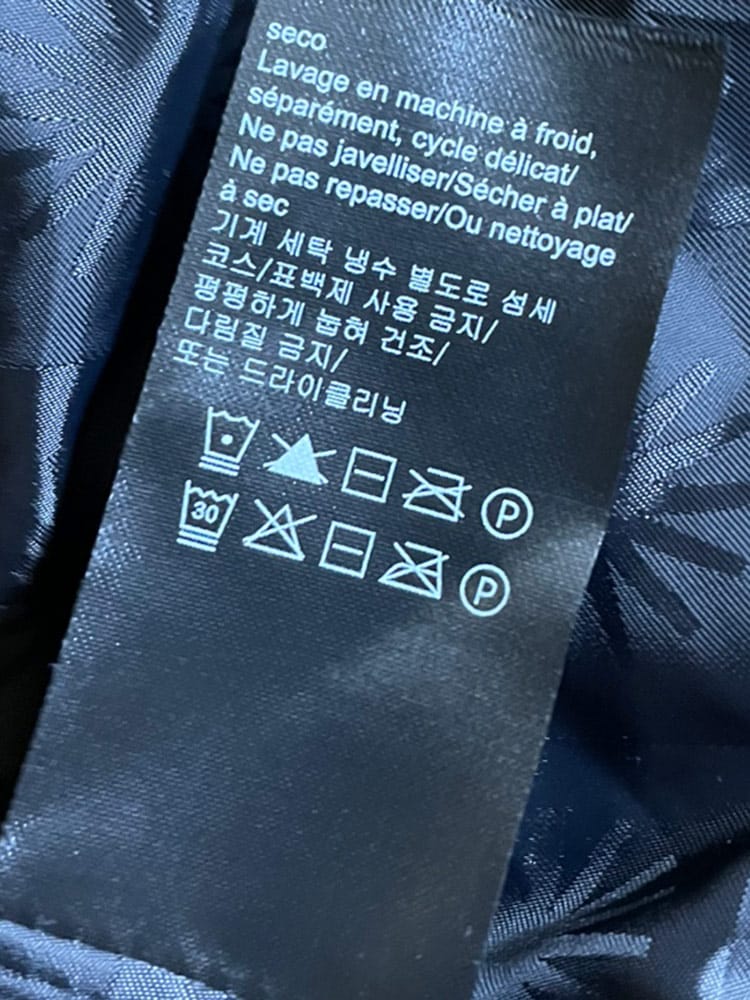 seco
Lavage en machine à froid,
séparément, cycle délicat/
Ne pas javelliser/Sécher à plat/
Ne pas repasser/Ou nettoyage
à sec
기계 세탁 냉수 별도로 섬세
코스/표백제 사용 금지/
평평하게 눕혀 건조/
다림질 금지/
또는 드라이클리닝
P
30 P